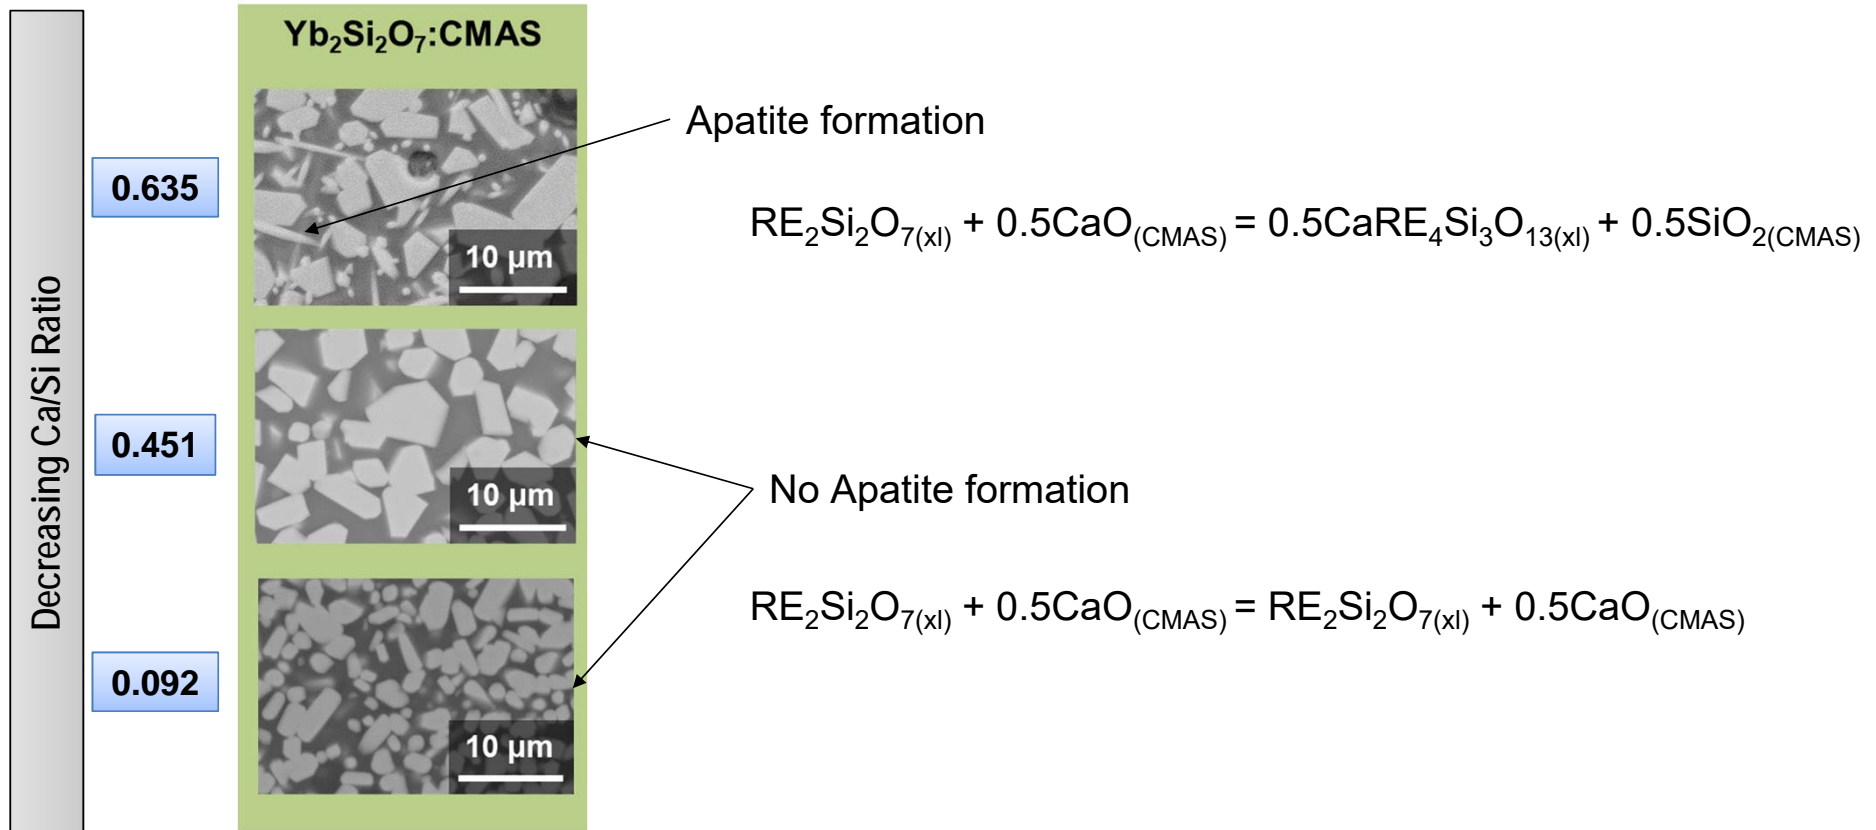 Yb₂Si₂O₇:CMAS
Decreasing Ca/Si Ratio
0.635
10 µm
Apatite formation
RE₂Si₂O₇₍xl₎ + 0.5CaO₍CMAS₎ = 0.5CaRE₄Si₃O₁₃₍xl₎ + 0.5SiO₂₍CMAS₎
0.451
10 µm
No Apatite formation
RE₂Si₂O₇₍xl₎ + 0.5CaO₍CMAS₎ = RE₂Si₂O₇₍xl₎ + 0.5CaO₍CMAS₎
0.092
10 µm